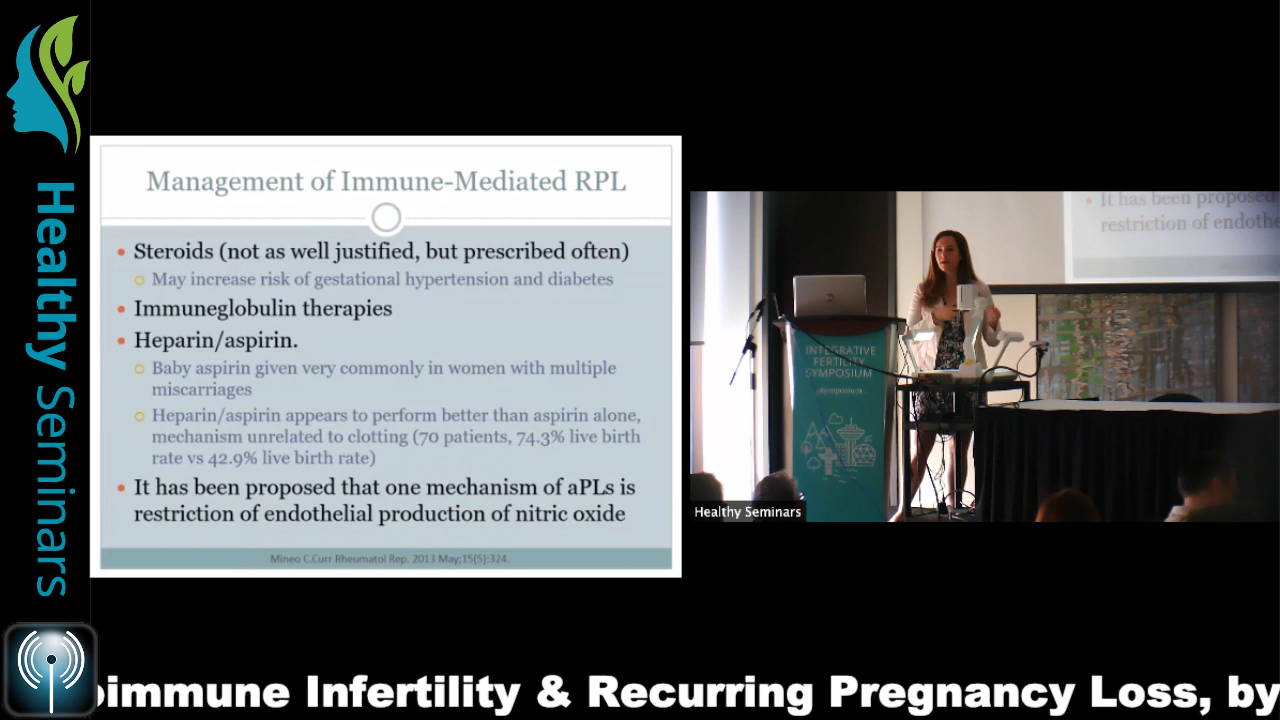 Healthy Seminars
Management of Immune-Mediated RPL
Steroids (not as well justified, but prescribed often)
May increase risk of gestational hypertension and diabetes
Immuneglobulin therapies
Heparin/aspirin.
Baby aspirin given very commonly in women with multiple
miscarriages
Heparin/aspirin appears to perform better than aspirin alone,
mechanism unrelated to clotting (70 patients, 74.3% live birth
rate vs 42.9% live birth rate)
It has been proposed that one mechanism of aPLs is
restriction of endothelial production of nitric oxide
Mineo C.Curr Rheumatol Rep. 2013 May;15(5):324.
It has been proposed
restriction of endothe
INTEGRATIVE
FERTILITY
SYMPOSIUM
Healthy Seminars
oimmune Infertility & Recurring Pregnancy Loss, by